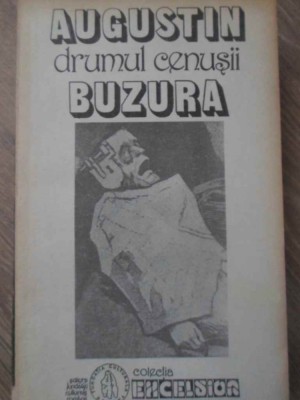 AUGUSTIN
drumul cenușii
BUZURA
colecția
EXCELSIOR